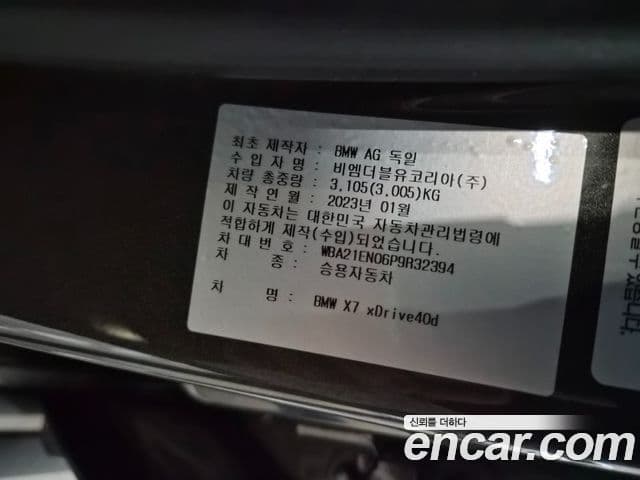 최초 제작자 : BMW AG 독일
수 입 자 명 : 비엠더블유코리아(주)
차량 총중량 : 3,105(3,005)KG
제 작 연 월 : 2023년 01월
이 자동차는 대한민국 자동차관리법령에
적합하게 제작(수입)되었습니다.
차 대 번 호 : WBA21EN06P9R32394
차 종 : 승용자동차
차 명 : BMW X7 xDrive40d
신뢰를 더하다
encar.com